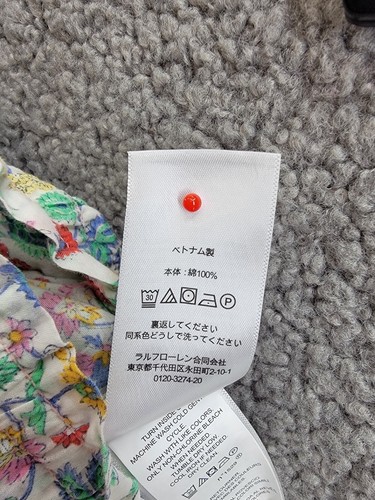 ベトナム製
本体 : 綿100%
30
P
裏返してください
同系色どうしで洗ってください
ラルフローレン合同会社
東京都千代田区永田町2-10-1
0120-3274-20
TURN INSIDE
MACHINE WASH COLD GENTLE
CYCLE
WASH WITH LIKE COLORS
ONLY NON-CHLORINE BLEACH
WHEN NEEDED
TUMBLE DRY LOW
COOL IRON IF NEEDED
DRY CLEAN